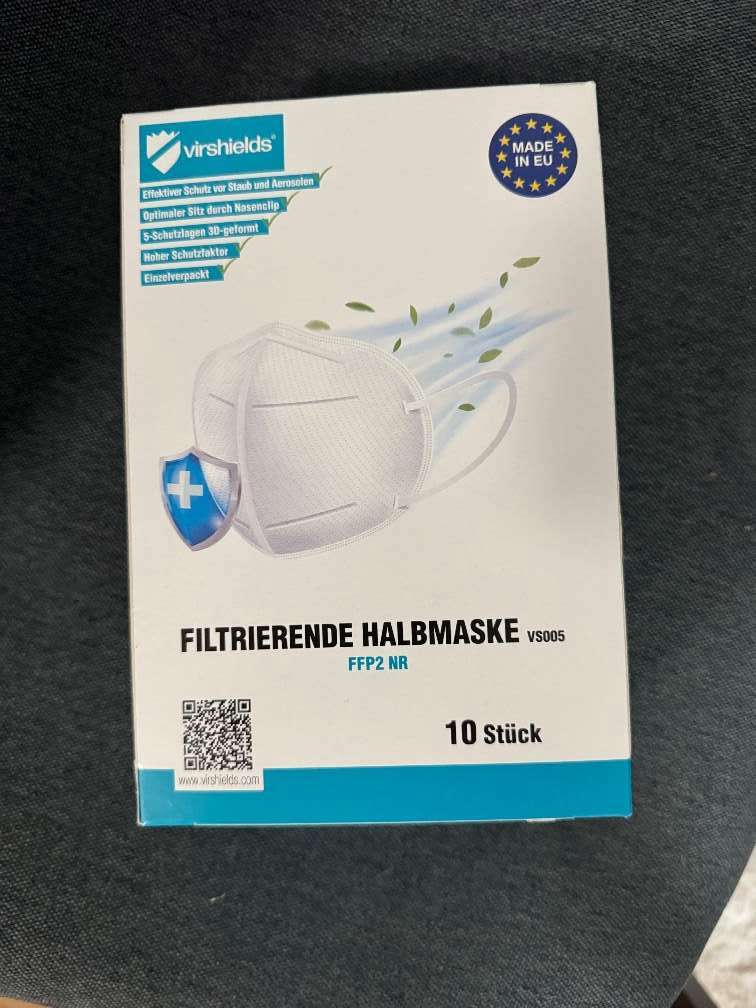 virshields®
MADE
IN EU
Effektiver Schutz vor Staub und Aerosolen
Optimaler Sitz durch Nasenclip
5-Schutzlagen 3D-geformt
Hoher Schutzfaktor
Einzelverpackt
FILTRIERENDE HALBMASKE VS005
FFP2 NR
10 Stück
www.virshields.com